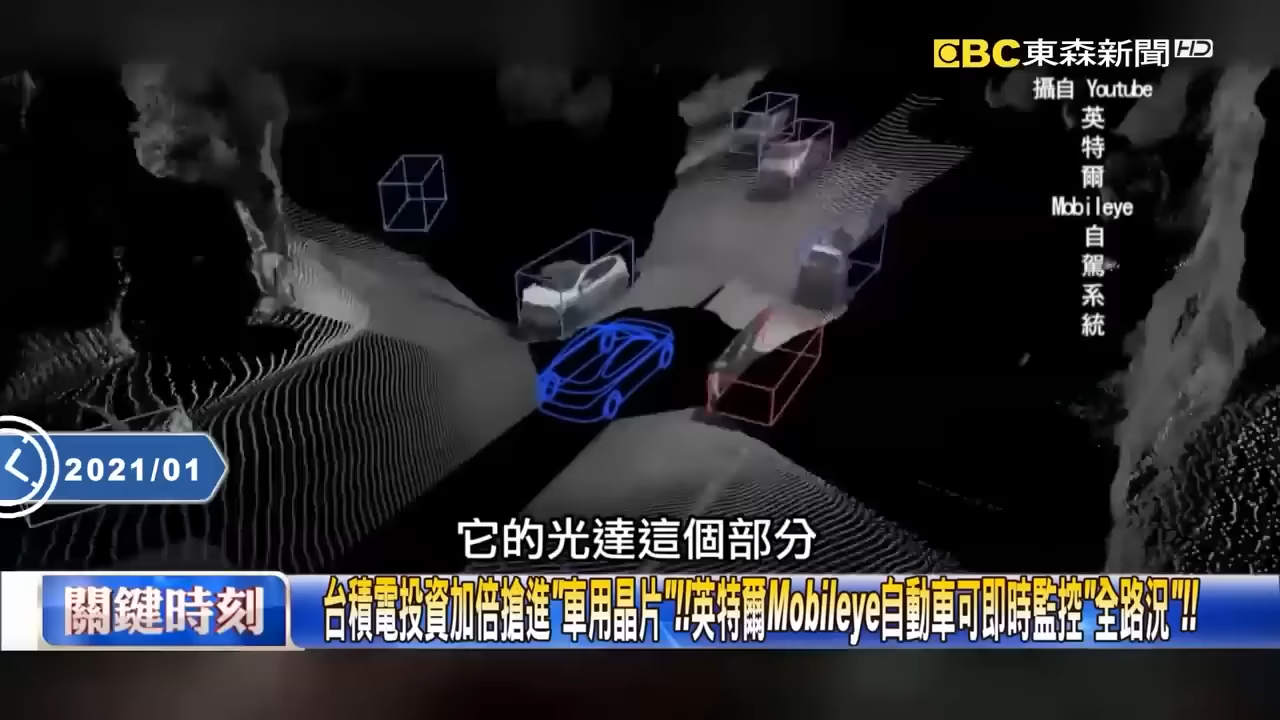 EBC東森新聞HD
攝自 Youtube
英特爾
Mobileye
自駕系統
2021/01
它的光達這個部分
關鍵時刻
台積電投資加倍搶進"車用晶片"!!英特爾Mobileye自動車可即時監控"全路況"!!